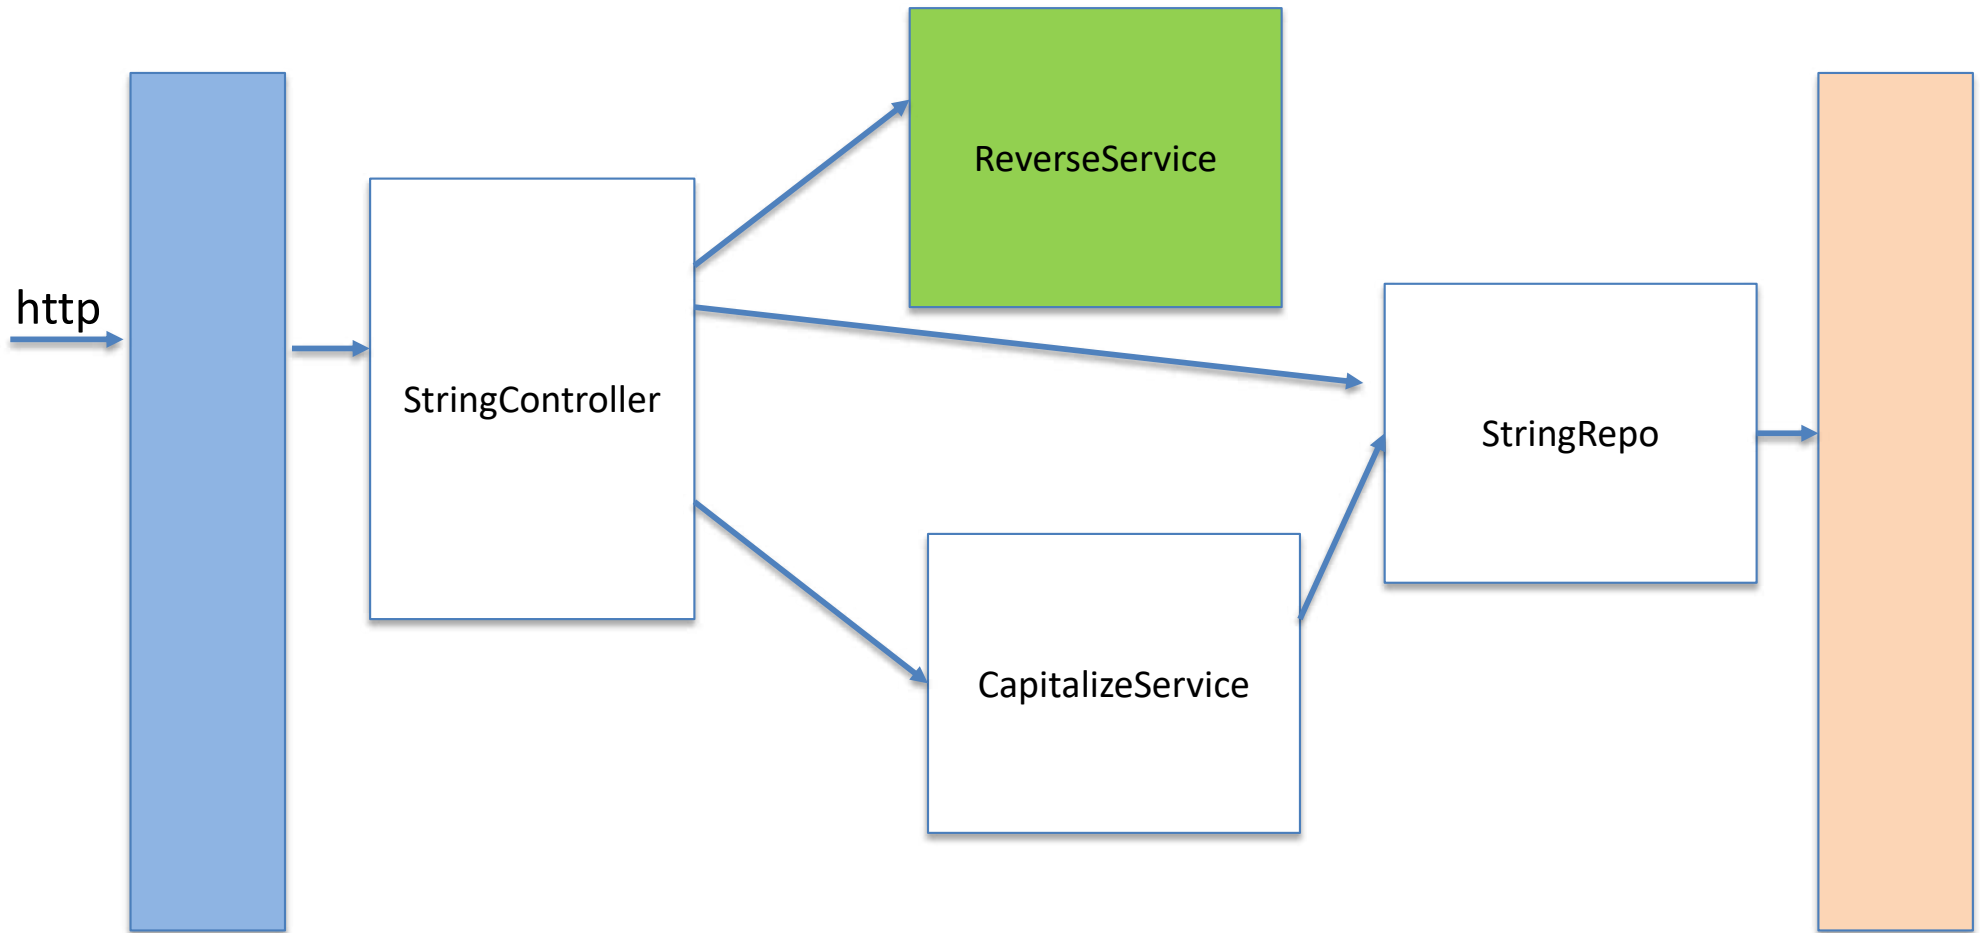 http
StringController
ReverseService
StringRepo
CapitalizeService